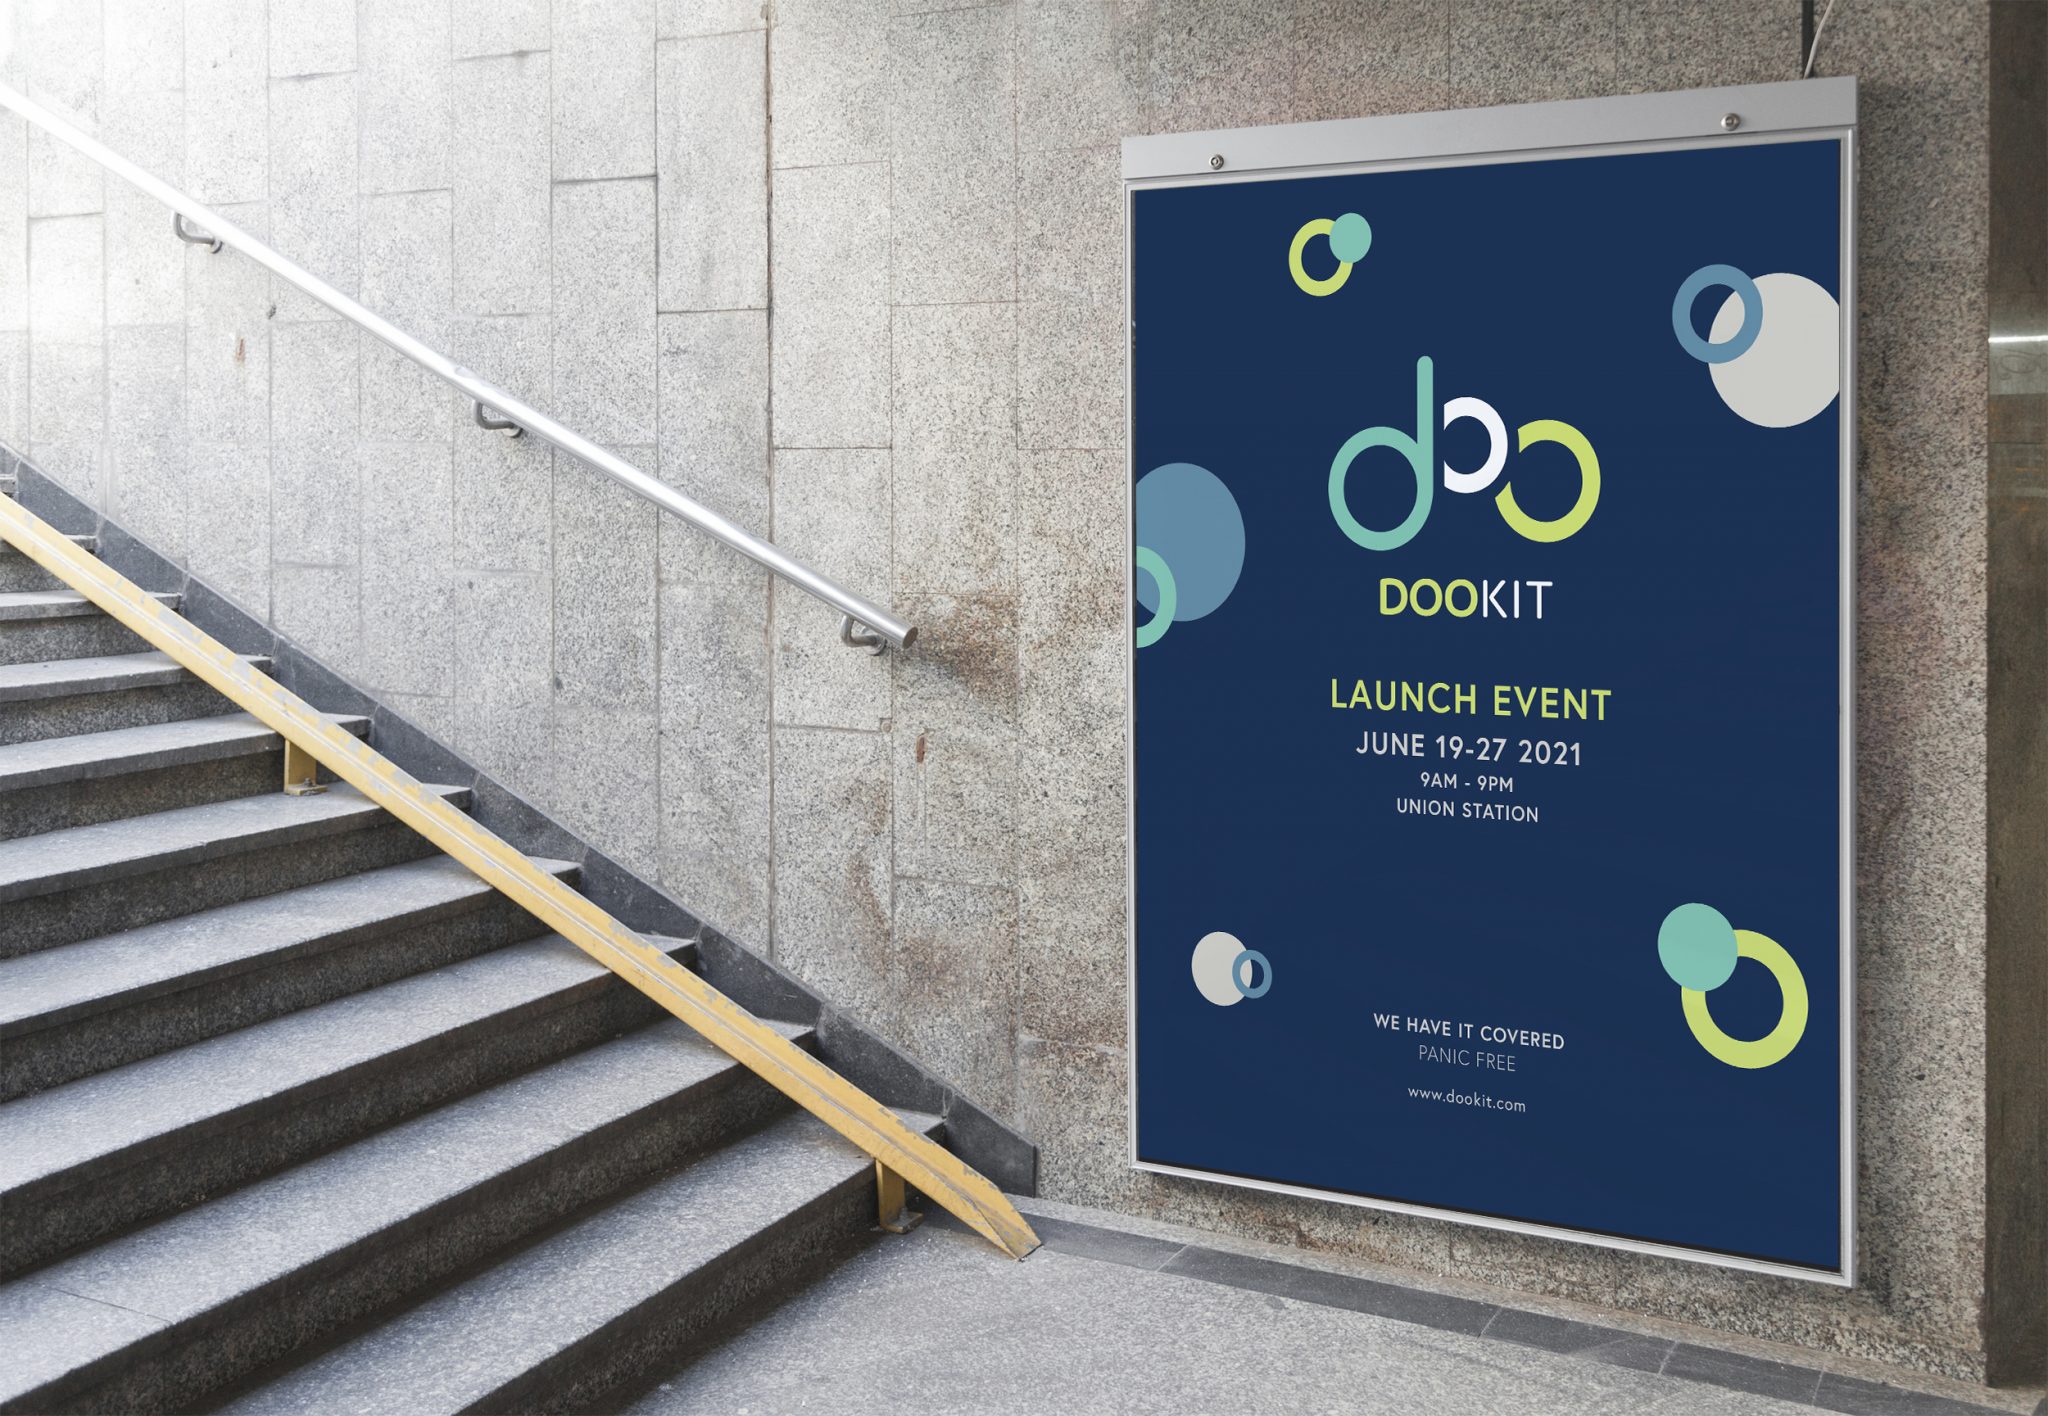 doo
DOOKIT
LAUNCH EVENT
JUNE 19-27 2021
9AM - 9PM
UNION STATION
WE HAVE IT COVERED
PANIC FREE
www.dookit.com